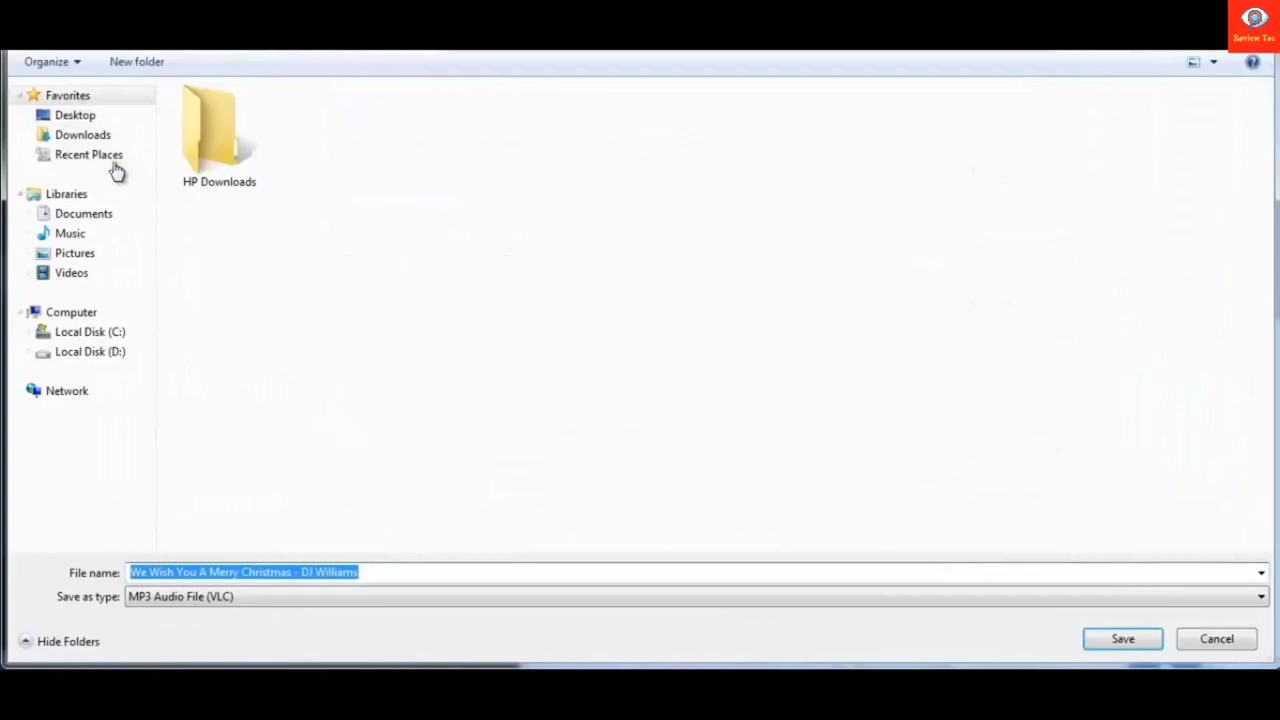 Review Tec
Organize
New folder
Favorites
Desktop
Downloads
Recent Places
Libraries
Documents
Music
Pictures
Videos
Computer
Local Disk (C:)
Local Disk (D:)
Network
HP Downloads
File name: We Wish You A Merry Christmas - DJ Williams
Save as type: MP3 Audio File (VLC)
Hide Folders
Save
Cancel